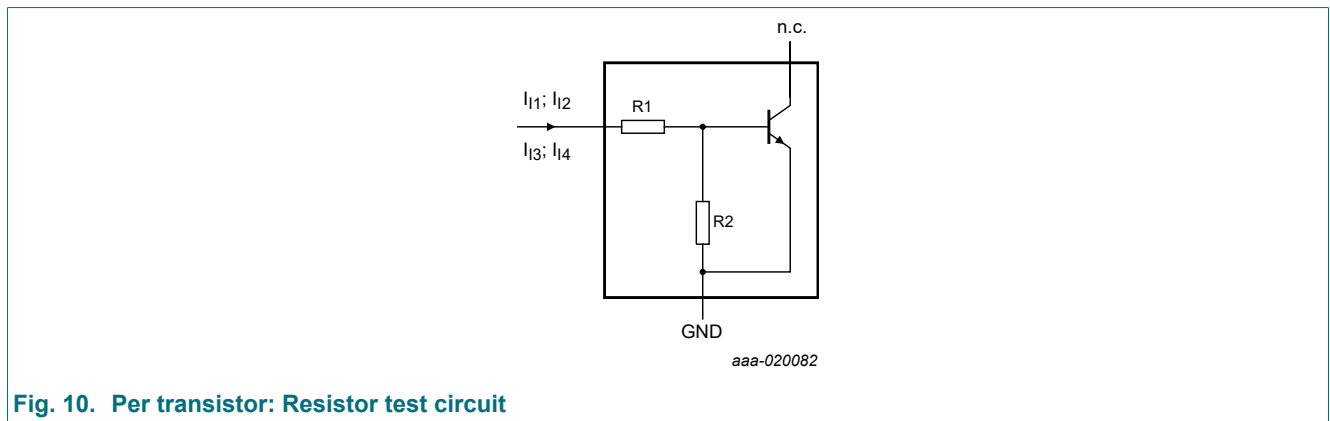 n.c.
I_I1; I_I2
R1
I_I3; I_I4
R2
GND
aaa-020082
Fig. 10. Per transistor: Resistor test circuit